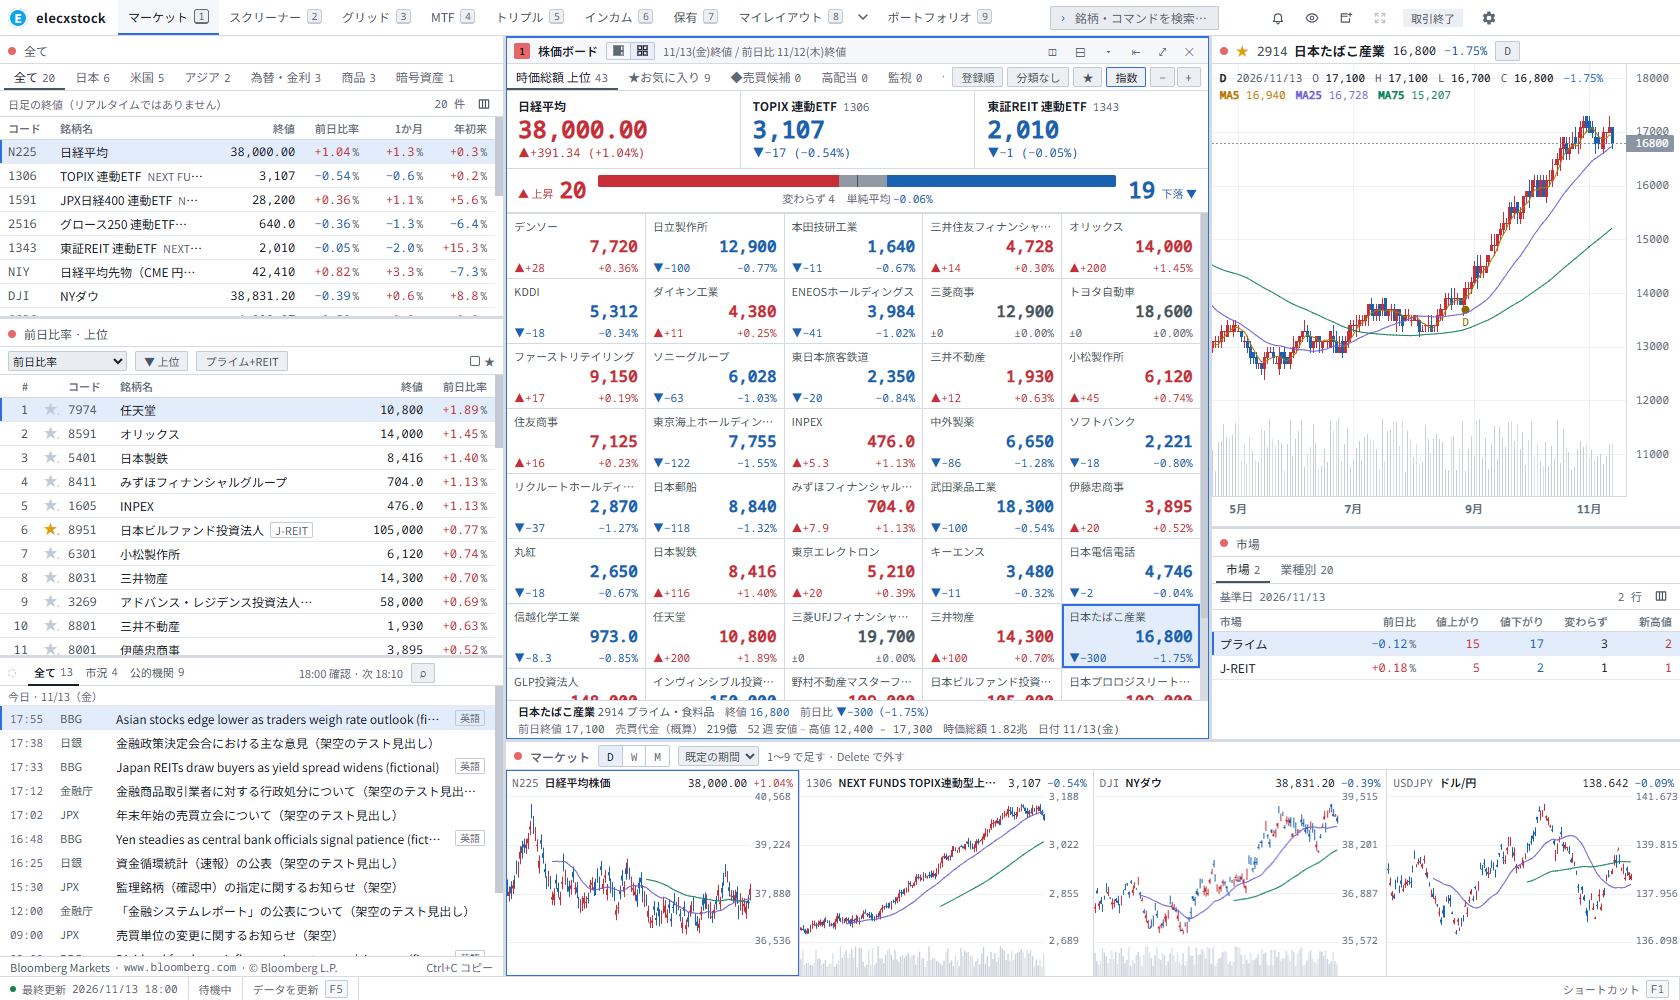 elecxstock マーケット 1 スクリーナー 2 グリッド 3 MTF 4 トリプル 5 インカム 6 保有 7 マイレイアウト 8 ポートフォリオ 9 › 銘柄・コマンドを検索… 取引終了
全て
全て 20 日本 6 米国 5 アジア 2 為替・金利 3 商品 3 暗号資産 1
日足の終値（リアルタイムではありません） 20 件
コード 銘柄名 終値 前日比率 1か月 年初来
N225 日経平均 38,000.00 +1.04% +1.3% +0.3%
1306 TOPIX 連動ETF NEXT FU… 3,107 −0.54% −0.6% +0.2%
1591 JPX日経400 連動ETF N… 28,200 +0.36% +1.1% +5.6%
2516 グロース250 連動ETF… 640.0 −0.36% −1.3% −6.4%
1343 東証REIT 連動ETF NEXT… 2,010 −0.05% −2.0% +15.3%
NIY 日経平均先物（CME 円… 42,410 +0.82% +3.3% −7.3%
DJI NYダウ 38,831.20 −0.39% +0.6% +8.8%
前日比率・上位
前日比率 ▼上位 プライム+REIT ★
# コード 銘柄名 終値 前日比率
1 7974 任天堂 10,800 +1.89%
2 8591 オリックス 14,000 +1.45%
3 5401 日本製鉄 8,416 +1.40%
4 8411 みずほフィナンシャルグループ 704.0 +1.13%
5 1605 INPEX 476.0 +1.13%
6 8951 日本ビルファンド投資法人 J-REIT 105,000 +0.77%
7 6301 小松製作所 6,120 +0.74%
8 8031 三井物産 14,300 +0.70%
9 3269 アドバンス・レジデンス投資法人… 58,000 +0.69%
10 8801 三井不動産 1,930 +0.63%
11 8001 伊藤忠商事 3,895 +0.52%
全て 13 市況 4 公的機関 9 18:00 確認・次 18:10
今日・11/13（金）
17:55 BBG Asian stocks edge lower as traders weigh rate outlook (fi… 英語
17:38 日銀 金融政策決定会合における主な意見（架空のテスト見出し）
17:33 BBG Japan REITs draw buyers as yield spread widens (fictional) 英語
17:12 金融庁 金融商品取引業者に対する行政処分について（架空のテスト見出…
17:02 JPX 年末年始の売買立会について（架空のテスト見出し）
16:48 BBG Yen steadies as central bank officials signal patience (fict… 英語
16:25 日銀 資金循環統計（速報）の公表（架空のテスト見出し）
15:30 JPX 監理銘柄（確認中）の指定に関するお知らせ（架空）
12:00 金融庁 「金融システムレポート」の公表について（架空のテスト見出し）
09:00 JPX 売買単位の変更に関するお知らせ（架空）
Bloomberg Markets · www.bloomberg.com · © Bloomberg L.P. Ctrl+C コピー
1 株価ボード 11/13(金)終値 / 前日比 11/12(木)終値
時価総額 上位 43 ★お気に入り 9 ◆売買候補 0 高配当 0 監視 0 登録順 分類なし ★ 指数 − +
日経平均 TOPIX 連動ETF 1306 東証REIT 連動ETF 1343
38,000.00 3,107 2,010
▲+391.34 (+1.04%) ▼−17 (−0.54%) ▼−1 (−0.05%)
▲上昇 20 19 下落▼
変わらず 4 単純平均 −0.06%
デンソー 日立製作所 本田技研工業 三井住友フィナンシャ… オリックス
7,720 12,900 1,640 4,728 14,000
▲+28 +0.36% ▼−100 −0.77% ▼−11 −0.67% ▲+14 +0.30% ▲+200 +1.45%
KDDI ダイキン工業 ENEOSホールディングス 三菱商事 トヨタ自動車
5,312 4,380 3,984 12,900 18,600
▼−18 −0.34% ▲+11 +0.25% ▼−41 −1.02% ±0 ±0.00% ±0 ±0.00%
ファーストリテイリング ソニーグループ 東日本旅客鉄道 三井不動産 小松製作所
9,150 6,028 2,350 1,930 6,120
▲+17 +0.19% ▼−63 −1.03% ▼−20 −0.84% ▲+12 +0.63% ▲+45 +0.74%
住友商事 東京海上ホールディン… INPEX 中外製薬 ソフトバンク
7,125 7,755 476.0 6,650 2,221
▲+16 +0.23% ▼−122 −1.55% ▲+5.3 +1.13% ▼−86 −1.28% ▼−18 −0.80%
リクルートホールディ… 日本郵船 みずほフィナンシャル… 武田薬品工業 伊藤忠商事
2,870 8,840 704.0 18,300 3,895
▼−37 −1.27% ▼−118 −1.32% ▲+7.9 +1.13% ▼−100 −0.54% ▲+20 +0.52%
丸紅 日本製鉄 東京エレクトロン キーエンス 日本電信電話
2,650 8,416 5,210 3,480 4,746
▼−18 −0.67% ▲+116 +1.40% ▲+20 +0.39% ▼−11 −0.32% ▼−2 −0.04%
信越化学工業 任天堂 三菱UFJフィナンシャ… 三井物産 日本たばこ産業
973.0 10,800 19,700 14,300 16,800
▼−8.3 −0.85% ▲+200 +1.89% ±0 ±0.00% ▲+100 +0.70% ▼−300 −1.75%
GLP投資法人 インヴィンシブル投資… 野村不動産マスターフ… 日本ビルファンド投資… 日本プロロジスリート…
日本たばこ産業 2914 プライム・食料品 終値 16,800 前日比 ▼−300 (−1.75%)
前日終値 17,100 売買代金（概算） 219億 52週 安値 – 高値 12,400 – 17,300 時価総額 1.82兆 日付 11/13(金)
★ 2914 日本たばこ産業 16,800 −1.75% D
D 2026/11/13 O 17,100 H 17,100 L 16,700 C 16,800 −1.75%
MA5 16,940 MA25 16,728 MA75 15,207
18000
17000
16800
16000
15000
14000
13000
12000
11000
D
5月 7月 9月 11月
市場
市場 2 業種別 20
基準日 2026/11/13 2 行
市場 前日比 値上がり 値下がり 変わらず 新高値
プライム −0.12% 15 17 3 2
J-REIT +0.18% 5 2 1 1
マーケット D W M 既定の期間 1〜9 で足す・Delete で外す
N225 日経平均株価 38,000.00 +1.04%
40,568
39,224
37,880
36,536
1306 NEXT FUNDS TOPIX連動型上… 3,107 −0.54%
3,188
3,022
2,855
2,689
DJI NYダウ 38,831.20 −0.39%
39,515
38,201
36,887
35,572
USDJPY ドル/円 138.642 −0.09%
141.673
139.815
137.956
136.098
最終更新 2026/11/13 18:00 待機中 データを更新 F5 ショートカット F1